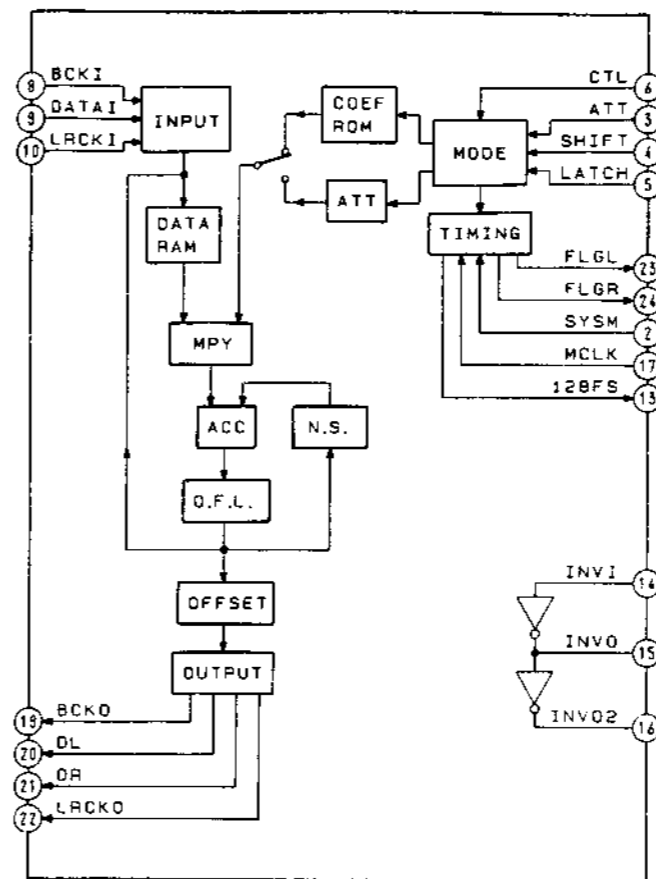 8 BCKI
9 DATAI
10 LRCKI
INPUT
COEF
ROM
ATT
MODE
CTL 6
ATT 3
SHIFT 4
LATCH 5
TIMING
FLGL 23
FLGR 24
SYSM 2
MCLK 17
128FS 13
DATA
RAM
MPY
ACC
N.S.
O.F.L.
OFFSET
OUTPUT
19 BCKO
20 DL
21 DR
22 LRCKO
INVI 14
INVO 15
INVO2 16